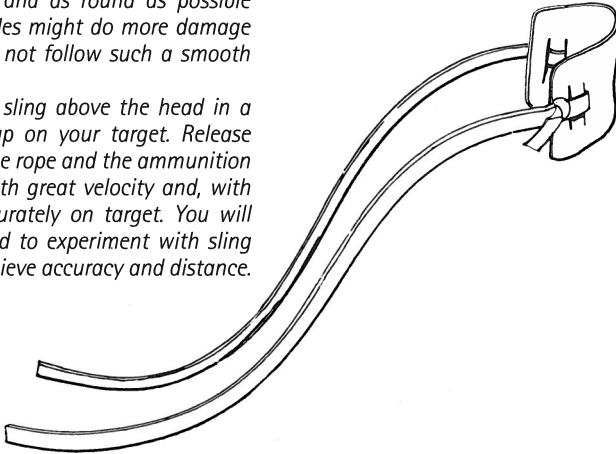 and as round as possible
les might do more damage
not follow such a smooth
sling above the head in a
up on your target. Release
e rope and the ammunition
th great velocity and, with
urately on target. You will
d to experiment with sling
ieve accuracy and distance.